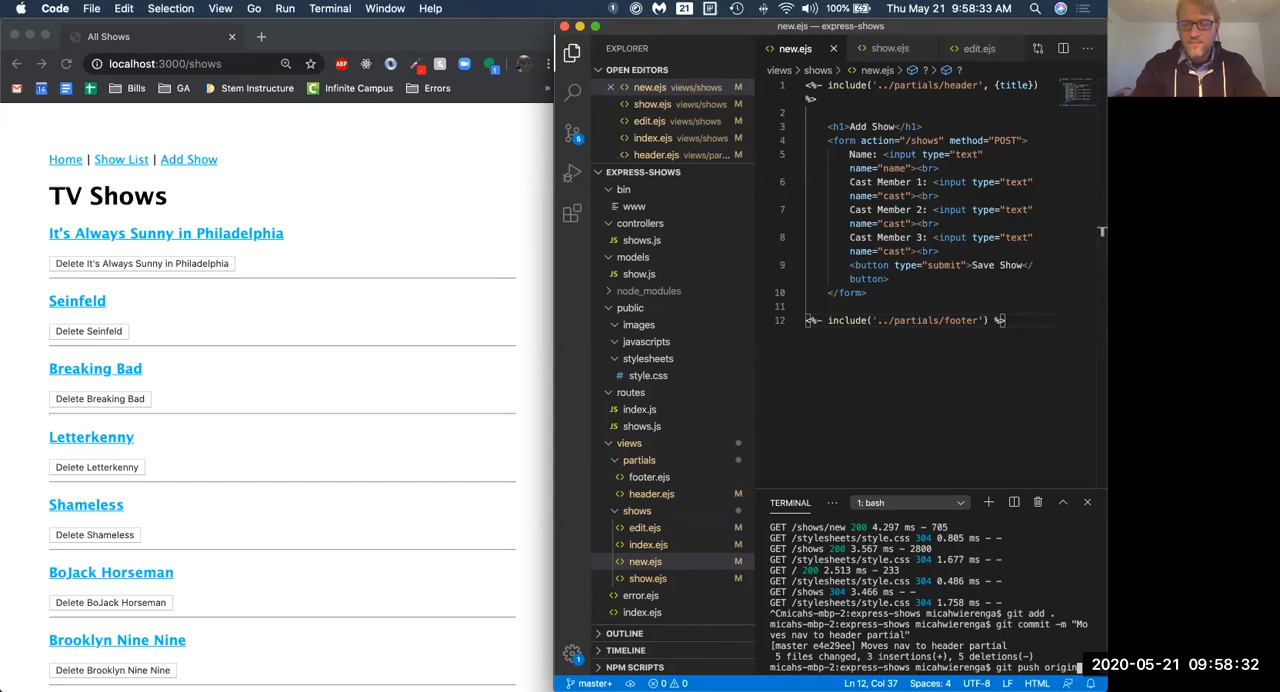 Code File Edit Selection View Go Run Terminal Window Help
21 100% Thu May 21 9:58:33 AM
All Shows
localhost:3000/shows
ABP
Bills GA Stem Instructure Infinite Campus Errors »
Home | Show List | Add Show
TV Shows
It's Always Sunny in Philadelphia
Delete It's Always Sunny in Philadelphia
Seinfeld
Delete Seinfeld
Breaking Bad
Delete Breaking Bad
Letterkenny
Delete Letterkenny
Shameless
Delete Shameless
BoJack Horseman
Delete BoJack Horseman
Brooklyn Nine Nine
Delete Brooklyn Nine Nine
new.ejs — express-shows
EXPLORER
OPEN EDITORS
new.ejs views/shows M
show.ejs views/shows M
edit.ejs views/shows M
index.ejs views/shows M
header.ejs views/par... M
EXPRESS-SHOWS
bin
www
controllers
JS shows.js
models
JS show.js
node_modules
public
images
javascripts
stylesheets
# style.css
routes
JS index.js
JS shows.js
views
partials
footer.ejs
header.ejs M
shows
edit.ejs M
index.ejs M
new.ejs M
show.ejs M
error.ejs
index.ejs
OUTLINE
TIMELINE
NPM SCRIPTS
new.ejs show.ejs edit.ejs
views > shows > new.ejs > ? > ?
1 <%- include('../partials/header', {title})
%>
2
3 <h1>Add Show</h1>
4 <form action="/shows" method="POST">
5 Name: <input type="text"
name="name"><br>
6 Cast Member 1: <input type="text"
name="cast"><br>
7 Cast Member 2: <input type="text"
name="cast"><br>
8 Cast Member 3: <input type="text"
name="cast"><br>
9 <button type="submit">Save Show</
button>
10 </form>
11
12 <%- include('../partials/footer') %>
TERMINAL ... 1: bash
GET /shows/new 200 4.297 ms - 705
GET /stylesheets/style.css 304 0.805 ms - -
GET /shows 200 3.567 ms - 2800
GET /stylesheets/style.css 304 1.677 ms - -
GET / 200 2.513 ms - 233
GET /stylesheets/style.css 304 0.486 ms - -
GET /shows 304 3.466 ms - -
GET /stylesheets/style.css 304 1.758 ms - -
^Cmicahs-mbp-2:express-shows micahwierenga$ git add .
micahs-mbp-2:express-shows micahwierenga$ git commit -m "Mo
ves nav to header partial"
[master e4e29ee] Moves nav to header partial
5 files changed, 3 insertions(+), 5 deletions(-)
micahs-mbp-2:express-shows micahwierenga$ git push origin
master+ 0 0 Ln 12, Col 37 Spaces: 4 UTF-8 LF HTML
2020-05-21 09:58:32